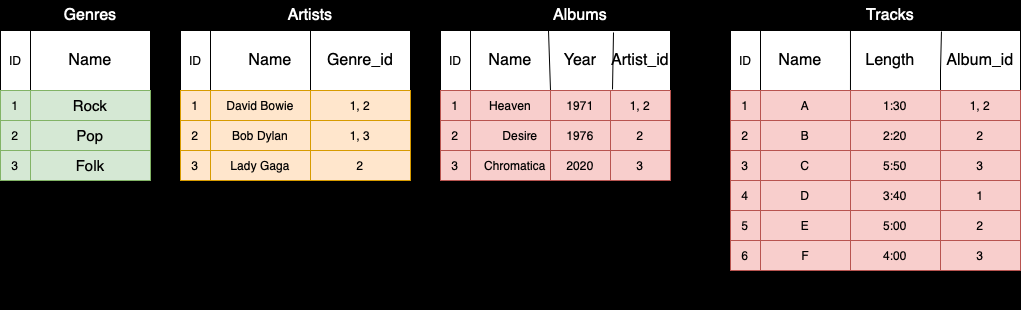 Genres
ID Name
1 Rock
2 Pop
3 Folk
Artists
ID Name Genre_id
1 David Bowie 1, 2
2 Bob Dylan 1, 3
3 Lady Gaga 2
Albums
ID Name Year Artist_id
1 Heaven 1971 1, 2
2 Desire 1976 2
3 Chromatica 2020 3
Tracks
ID Name Length Album_id
1 A 1:30 1, 2
2 B 2:20 2
3 C 5:50 3
4 D 3:40 1
5 E 5:00 2
6 F 4:00 3